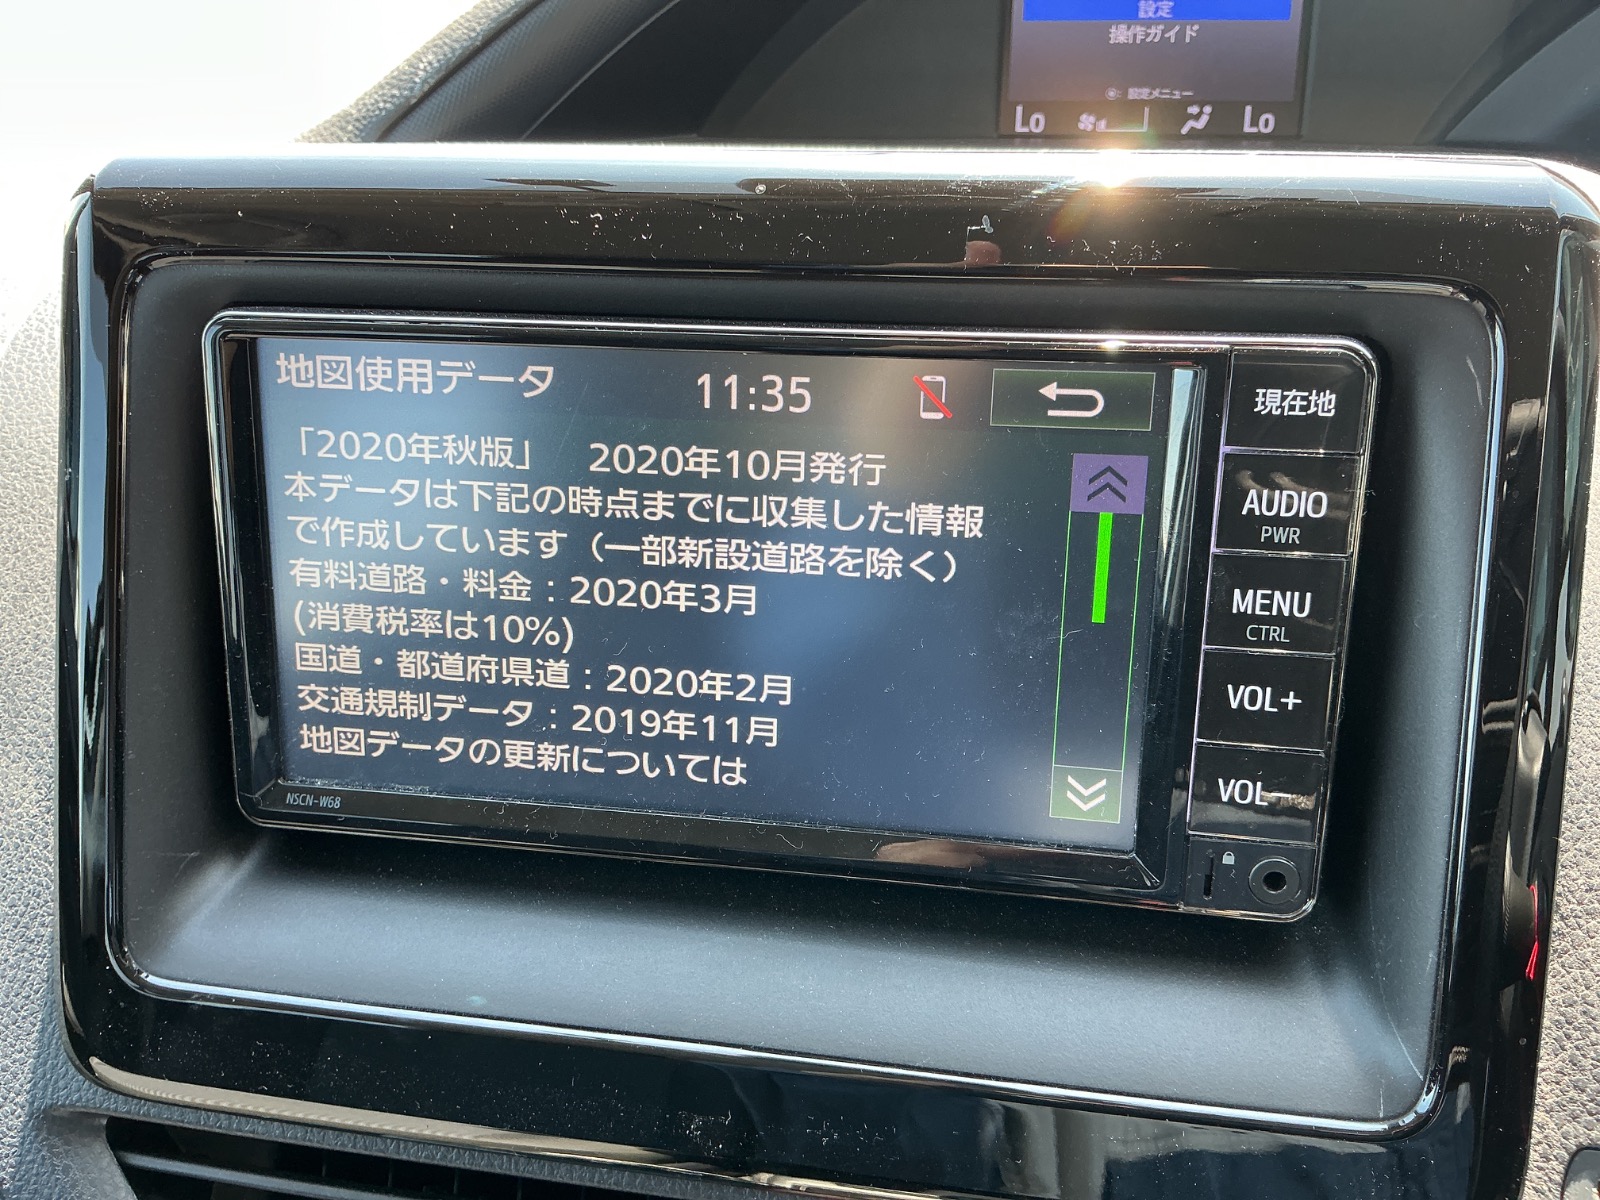 設定
操作ガイド
設定メニュー
Lo Lo
地図使用データ 11:35
「2020年秋版」 2020年10月発行
本データは下記の時点までに収集した情報
で作成しています（一部新設道路を除く）
有料道路・料金：2020年3月
(消費税率は10%)
国道・都道府県道：2020年2月
交通規制データ：2019年11月
地図データの更新については
NSCN-W68
現在地
AUDIO
PWR
MENU
CTRL
VOL+
VOL−